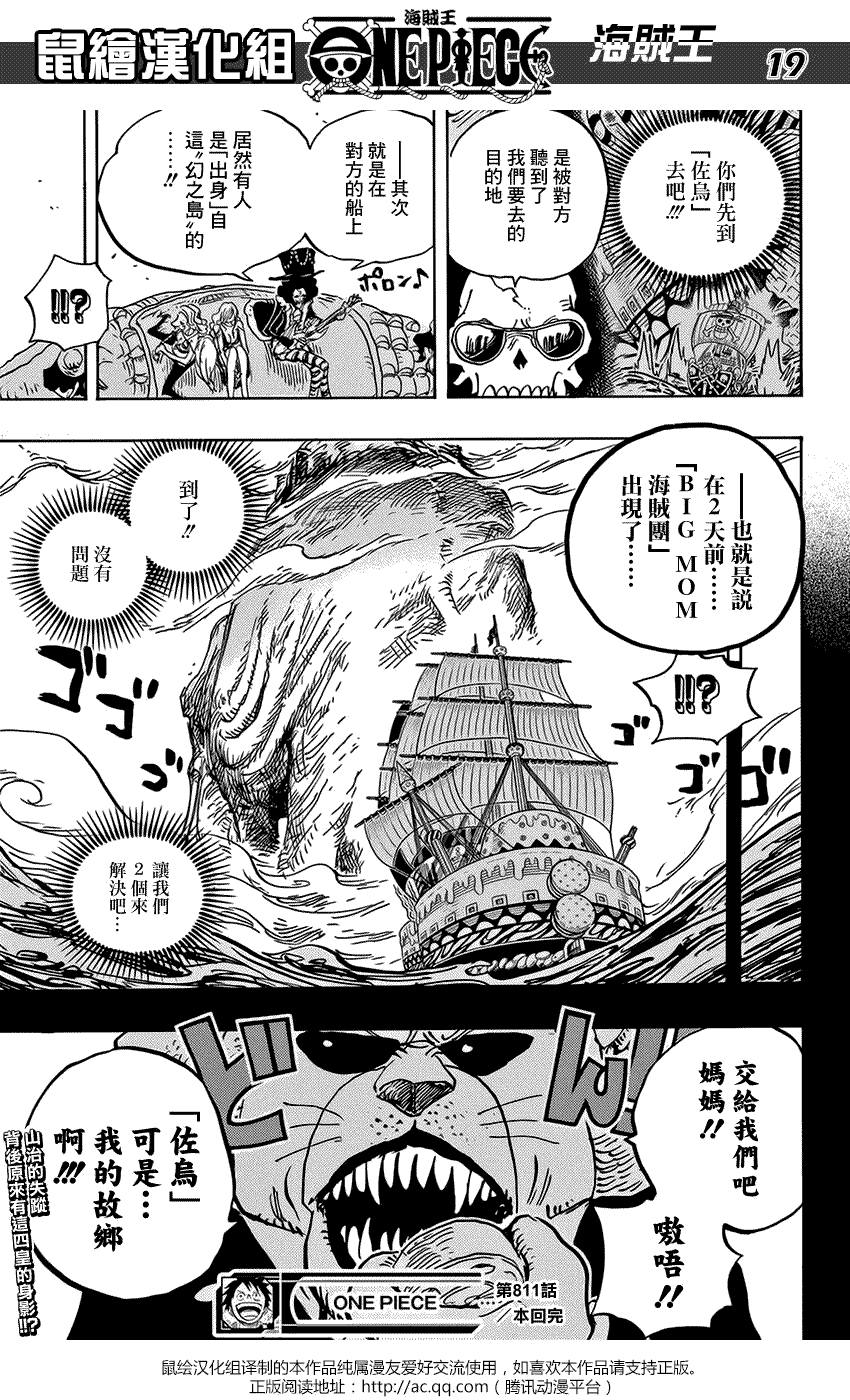 鼠繪漢化組
海賊王
ONE PIECE
海賊王
19
你們先到
「佐烏」
去吧!!!
是被對方
聽到了
我們要去的
目的地
——其次
就是在
對方的船上
居然有人
是「出身」自
這〝幻之島〞的
……!!
ポロン♪
!!?
——也就是說
在2天前……
「BIG MOM
海賊團」
出現了……
!!?
到了!!
沒有
問題
ゴゴゴ
ゴゴ
讓我們
2個來
解決吧…
交給我們吧
媽媽!!
嗷唔!!
どん!!
「佐烏」
可是…
我的故鄉
啊!!!
山治的失蹤
背後原來有這四皇的身影!?
ONE PIECE
第811話
／本回完
鼠绘汉化组译制的本作品纯属漫友爱好交流使用，如喜欢本作品请支持正版。
正版阅读地址：http://ac.qq.com（腾讯动漫平台）